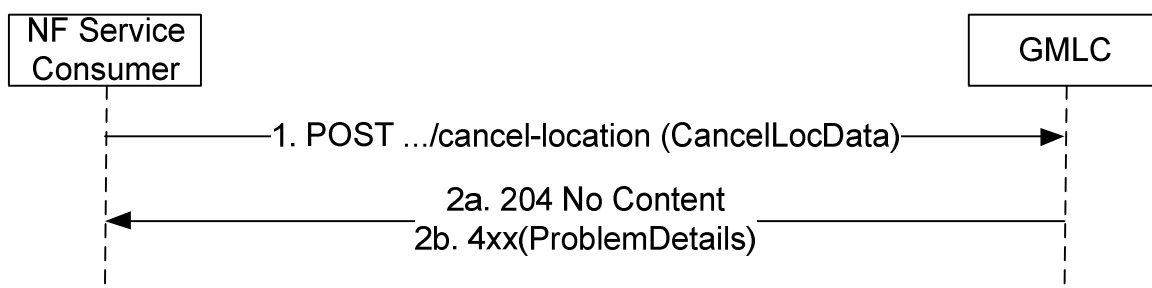 NF Service
Consumer
GMLC
1. POST .../cancel-location (CancelLocData)
2a. 204 No Content
2b. 4xx(ProblemDetails)